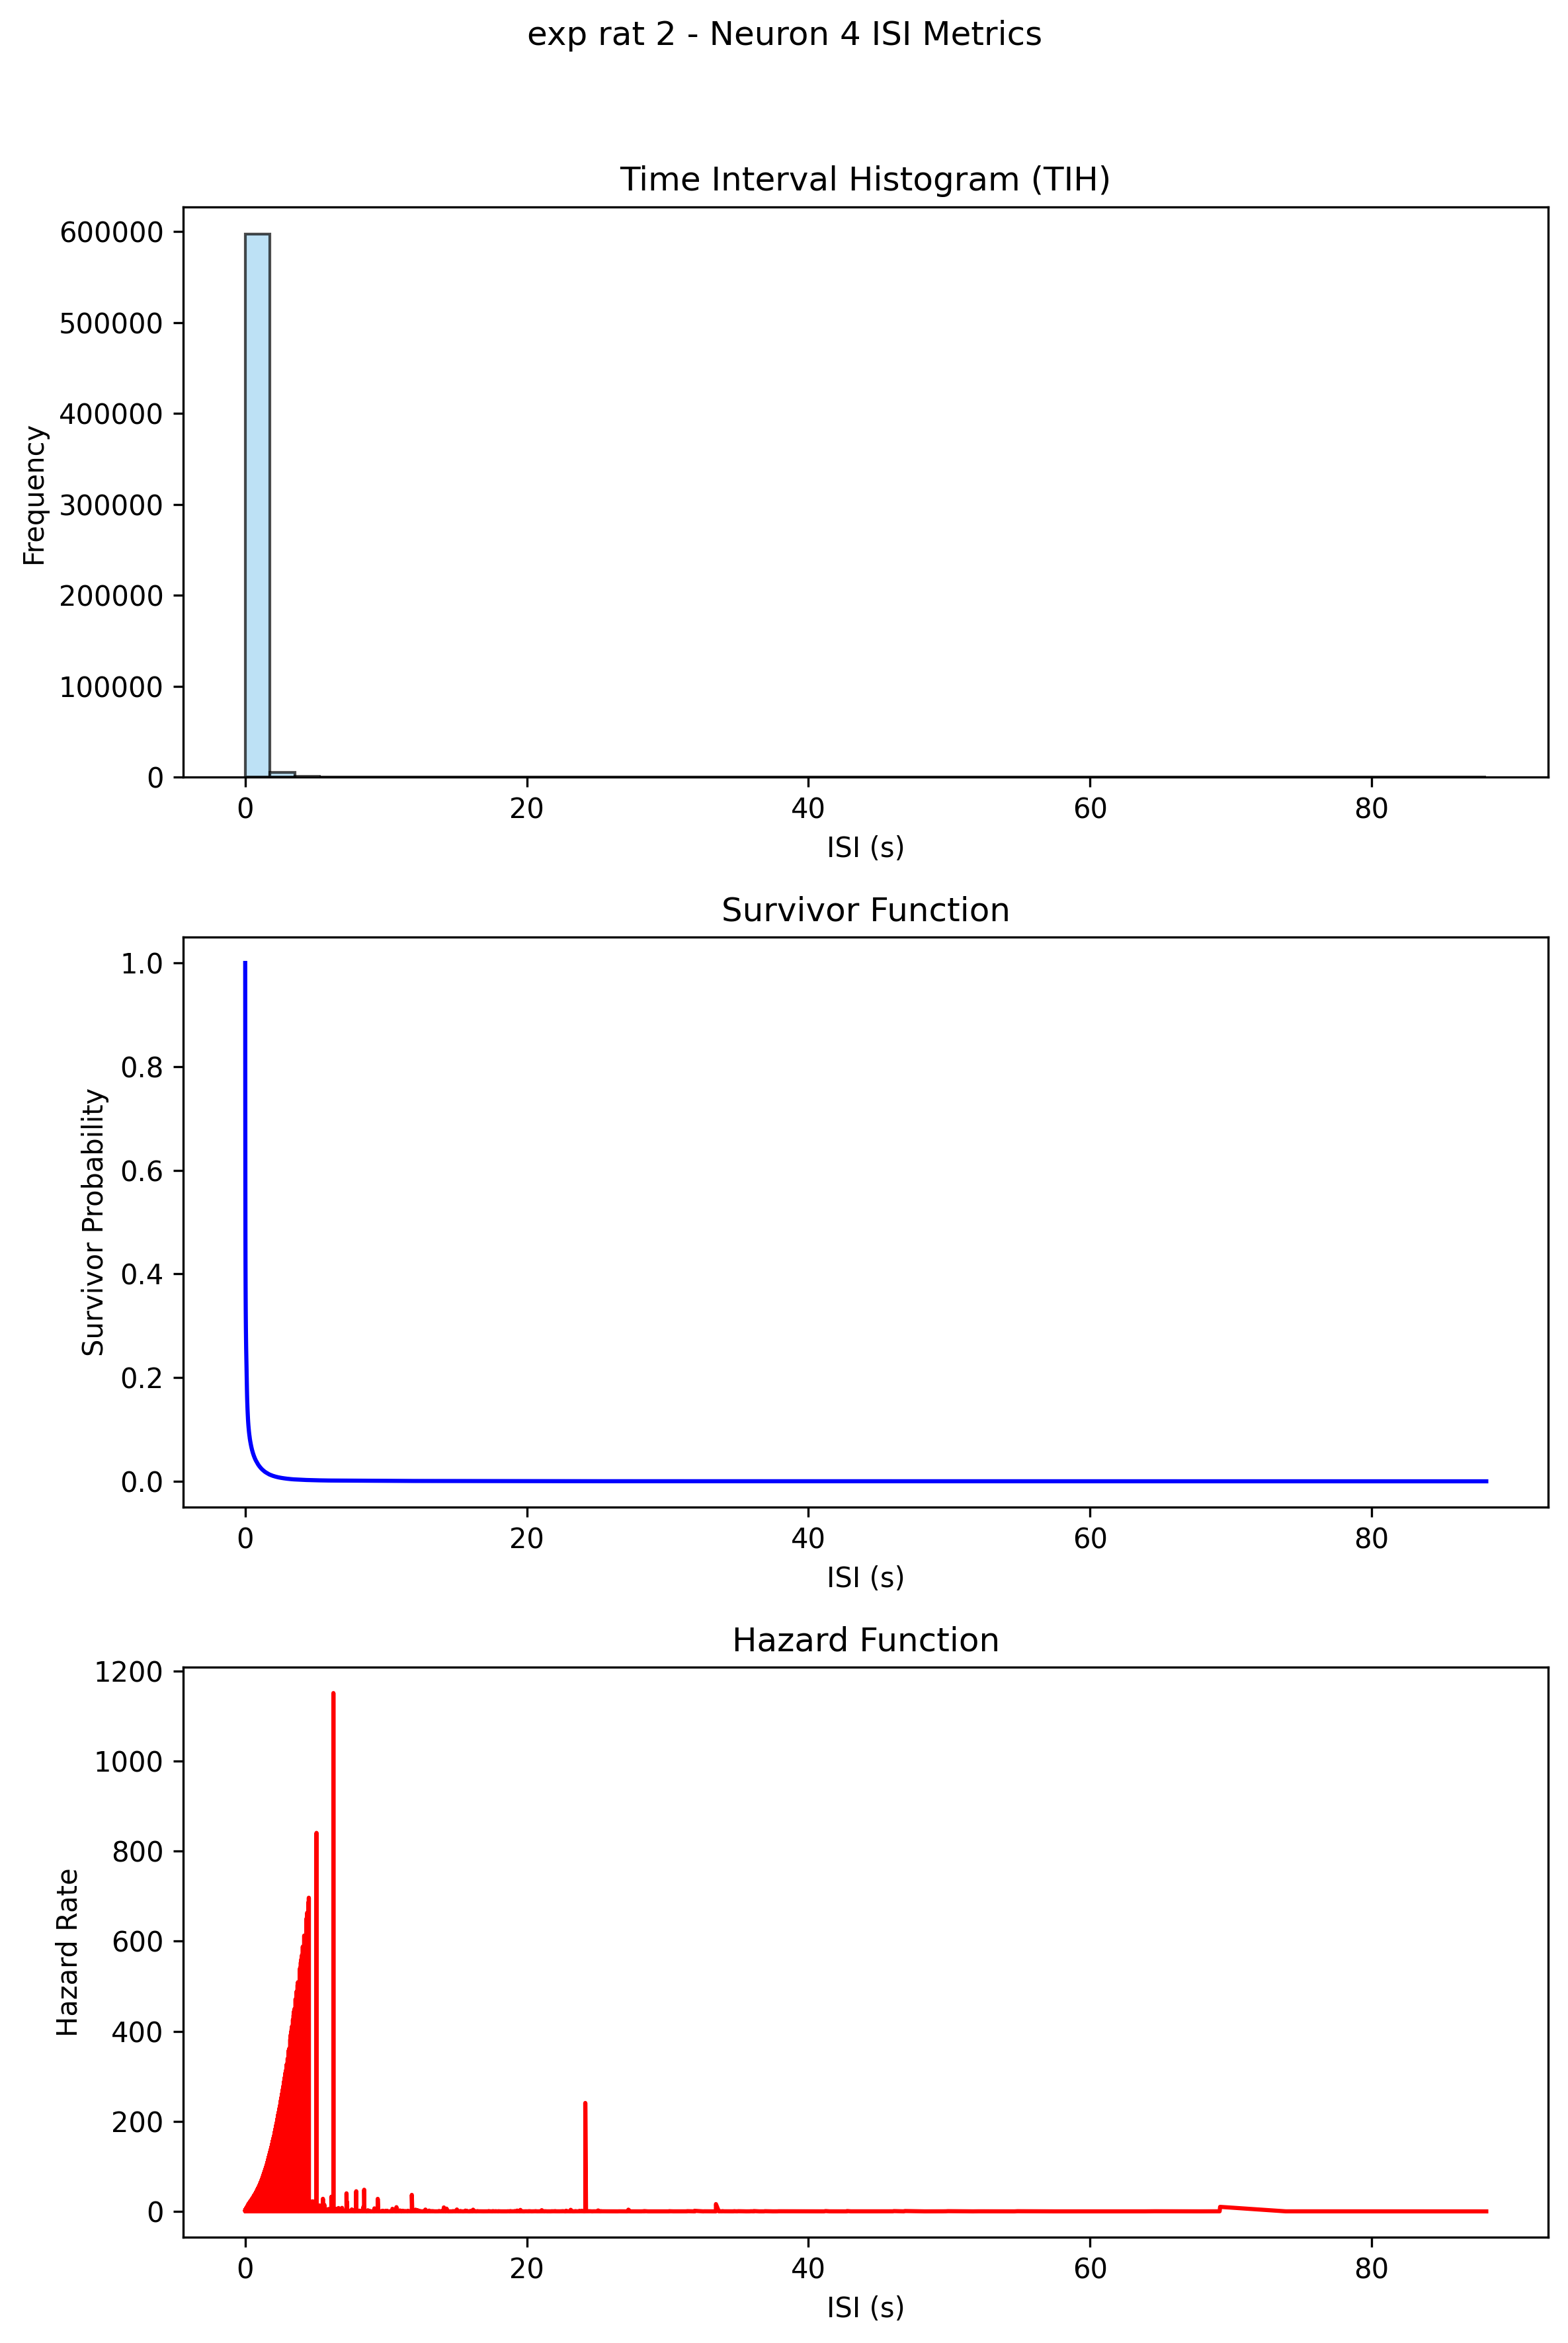 exp rat 2 - Neuron 4 ISI Metrics
Time Interval Histogram (TIH)
Frequency
600000
500000
400000
300000
200000
100000
0
0 20 40 60 80
ISI (s)
Survivor Function
Survivor Probability
1.0
0.8
0.6
0.4
0.2
0.0
0 20 40 60 80
ISI (s)
Hazard Function
Hazard Rate
1200
1000
800
600
400
200
0
0 20 40 60 80
ISI (s)